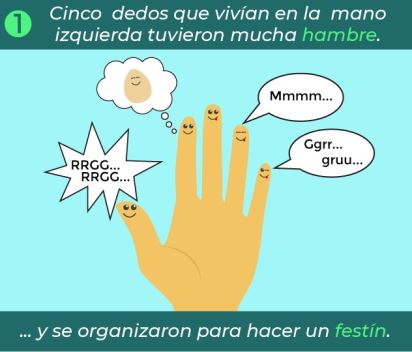 1
Cinco dedos que vivían en la mano
izquierda tuvieron mucha hambre.
Mmmm...
Ggrr...
gruu...
RRGG...
RRGG...
... y se organizaron para hacer un festín.